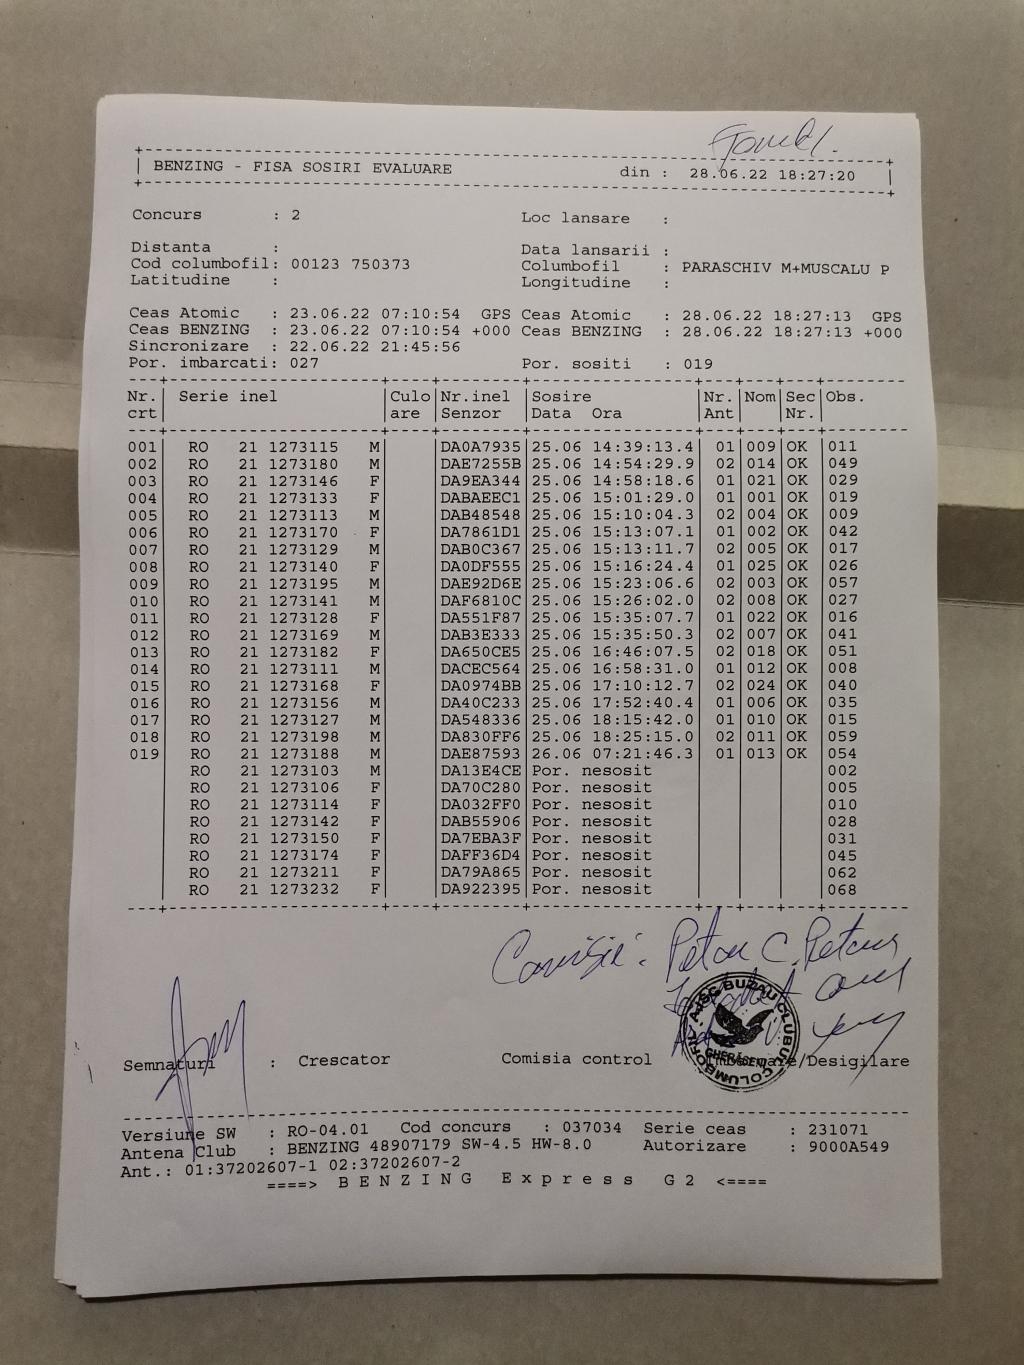 BENZING - FISA SOSIRI EVALUARE din : 28.06.22 18:27:20
Concurs : 2 Loc lansare :
Distanta : Data lansarii :
Cod columbofil: 00123 750373 Columbofil : PARASCHIV M+MUSCALU P
Latitudine : Longitudine :
Ceas Atomic : 23.06.22 07:10:54 GPS Ceas Atomic : 28.06.22 18:27:13 GPS
Ceas BENZING : 23.06.22 07:10:54 +000 Ceas BENZING : 28.06.22 18:27:13 +000
Sincronizare : 22.06.22 21:45:56
Por. imbarcati: 027 Por. sositi : 019
Nr. Serie inel Culo Nr.inel Sosire Nr. Nom Sec Obs.
crt are Senzor Data Ora Ant Nr.
001 RO 21 1273115 M DA0A7935 25.06 14:39:13.4 01 009 OK 011
002 RO 21 1273180 M DAE7255B 25.06 14:54:29.9 02 014 OK 049
003 RO 21 1273146 F DA9EA344 25.06 14:58:18.6 01 021 OK 029
004 RO 21 1273133 F DABAEEC1 25.06 15:01:29.0 01 001 OK 019
005 RO 21 1273113 M DAB48548 25.06 15:10:04.3 02 004 OK 009
006 RO 21 1273170 F DA7861D1 25.06 15:13:07.1 01 002 OK 042
007 RO 21 1273129 M DAB0C367 25.06 15:13:11.7 02 005 OK 017
008 RO 21 1273140 F DA0DF555 25.06 15:16:24.4 01 025 OK 026
009 RO 21 1273195 M DAE92D6E 25.06 15:23:06.6 02 003 OK 057
010 RO 21 1273141 M DAF6810C 25.06 15:26:02.0 02 008 OK 027
011 RO 21 1273128 F DA551F87 25.06 15:35:07.7 01 022 OK 016
012 RO 21 1273169 M DAB3E333 25.06 15:35:50.3 02 007 OK 041
013 RO 21 1273182 F DA650CE5 25.06 16:46:07.5 02 018 OK 051
014 RO 21 1273111 M DACEC564 25.06 16:58:31.0 01 012 OK 008
015 RO 21 1273168 F DA0974BB 25.06 17:10:12.7 02 024 OK 040
016 RO 21 1273156 M DA40C233 25.06 17:52:40.4 01 006 OK 035
017 RO 21 1273127 M DA548336 25.06 18:15:42.0 01 010 OK 015
018 RO 21 1273198 M DA830FF6 25.06 18:25:15.0 02 011 OK 059
019 RO 21 1273188 M DAE87593 26.06 07:21:46.3 01 013 OK 054
RO 21 1273103 M DA13E4CE Por. nesosit 002
RO 21 1273106 F DA70C280 Por. nesosit 005
RO 21 1273114 F DA032FF0 Por. nesosit 010
RO 21 1273142 F DAB55906 Por. nesosit 028
RO 21 1273150 F DA7EBA3F Por. nesosit 031
RO 21 1273174 F DAFF36D4 Por. nesosit 045
RO 21 1273211 F DA79A865 Por. nesosit 062
RO 21 1273232 F DA922395 Por. nesosit 068
Semnaturi : Crescator Comisia control /Desigilare
Versiune SW : RO-04.01 Cod concurs : 037034 Serie ceas : 231071
Antena Club : BENZING 48907179 SW-4.5 HW-8.0 Autorizare : 9000A549
Ant.: 01:37202607-1 02:37202607-2
====> BENZING Express G2 <====